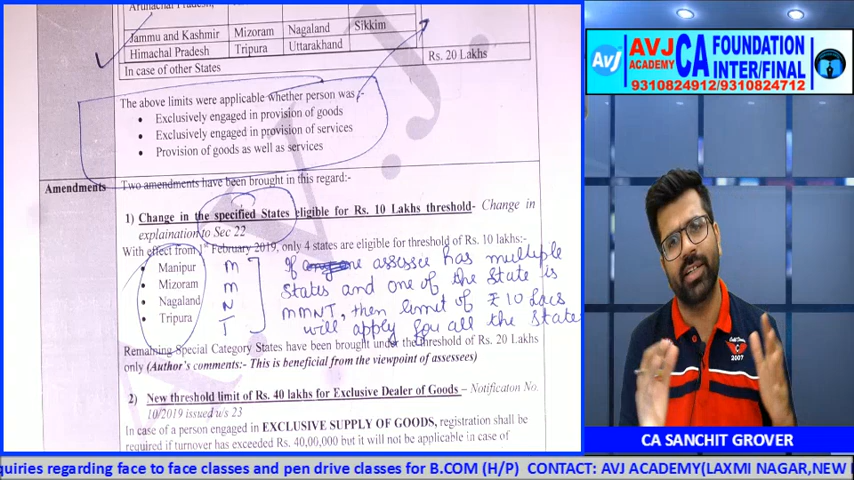 Arunachal Pradesh,
Jammu and Kashmir Mizoram Nagaland Sikkim
Himachal Pradesh Tripura Uttarakhand
In case of other States Rs. 20 Lakhs
The above limits were applicable whether person was,-
• Exclusively engaged in provision of goods
• Exclusively engaged in provision of services
• Provision of goods as well as services
Amendments Two amendments have been brought in this regard:-
1) Change in the specified States eligible for Rs. 10 Lakhs threshold- Change in
explaination to Sec 22
With effect from 1st February 2019, only 4 states are eligible for threshold of Rs. 10 lakhs:-
• Manipur
• Mizoram
• Nagaland
• Tripura
M
M
N
T
If assessee has multiple
States and one of the State is
MMNT, then limit of ₹10 Lacs
will apply for all the State
Remaining Special Category States have been brought under the threshold of Rs. 20 Lakhs
only (Author's comments:- This is beneficial from the viewpoint of assessees)
2) New threshold limit of Rs. 40 lakhs for Exclusive Dealer of Goods – Notificaton No.
10/2019 issued u/s 23
In case of a person engaged in EXCLUSIVE SUPPLY OF GOODS, registration shall be
required if turnover has exceeded Rs. 40,00,000 but it will not be applicable in case of
AVJ
AVJ
ACADEMY
CA FOUNDATION
INTER/FINAL
9310824912/9310824712
2007
CA SANCHIT GROVER
quiries regarding face to face classes and pen drive classes for B.COM (H/P) CONTACT: AVJ ACADEMY(LAXMI NAGAR,NEW